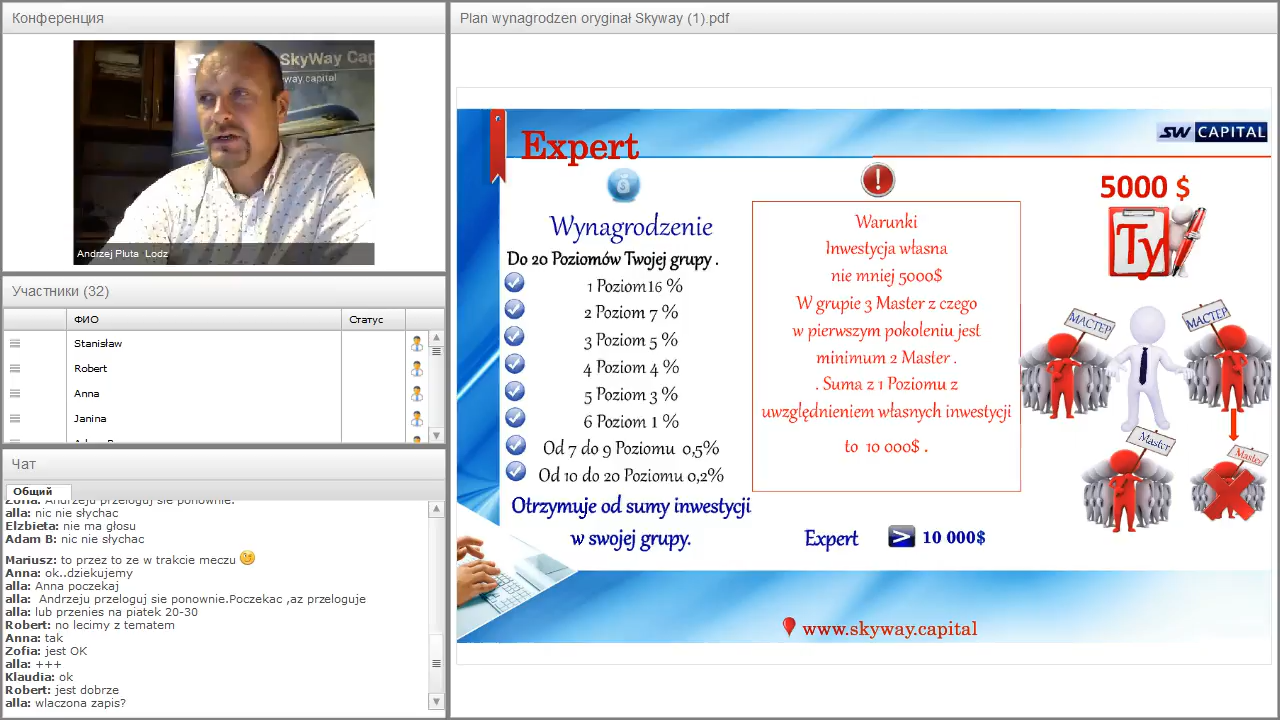 Конференция
SkyWay Cap
way.capital
Andrzej Pluta Lodz
Участники (32)
ФИО
Статус
Stanisław
Robert
Anna
Janina
Чат
Общий
Zofia: Andrzeju przeloguj sie ponownie.
alla: nic nie słychac
Elzbieta: nie ma głosu
Adam B: nic nie słychac
Mariusz: to przez to ze w trakcie meczu
Anna: ok..dziekujemy
alla: Anna poczekaj
alla: Andrzeju przeloguj sie ponownie.Poczekac ,az przeloguje
alla: lub przenies na piatek 20-30
Robert: no lecimy z tematem
Anna: tak
Zofia: jest OK
alla: +++
Klaudia: ok
Robert: jest dobrze
alla: wlaczona zapis?
Plan wynagrodzen oryginał Skyway (1).pdf
Expert
SW CAPITAL
Wynagrodzenie
Do 20 Poziomów Twojej grupy .
1 Poziom16 %
2 Poziom 7 %
3 Poziom 5 %
4 Poziom 4 %
5 Poziom 3 %
6 Poziom 1 %
Od 7 do 9 Poziomu 0,5%
Od 10 do 20 Poziomu 0,2%
Otrzymuje od sumy inwestycji
w swojej grupy.
!
Warunki
Inwestycja własna
nie mniej 5000$
W grupie 3 Master z czego
w pierwszym pokoleniu jest
minimum 2 Master .
. Suma z 1 Poziomu z
uwzględnieniem własnych inwestycji
to 10 000$ .
Expert > 10 000$
5000 $
Ty
МАСТЕР
МАСТЕР
Master
Master
www.skyway.capital